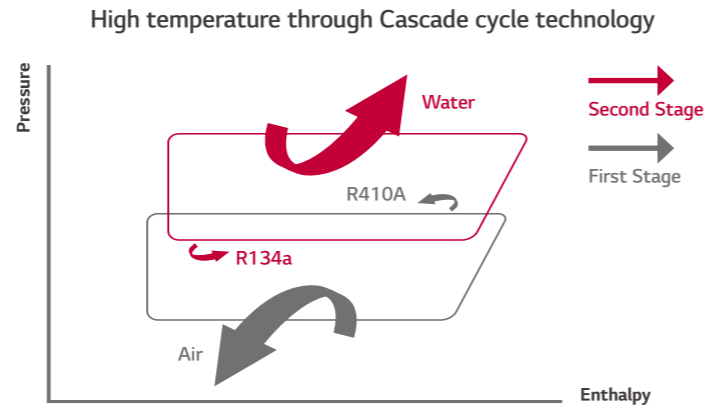 High temperature through Cascade cycle technology
Pressure
Water
Second Stage
First Stage
R410A
R134a
Air
Enthalpy